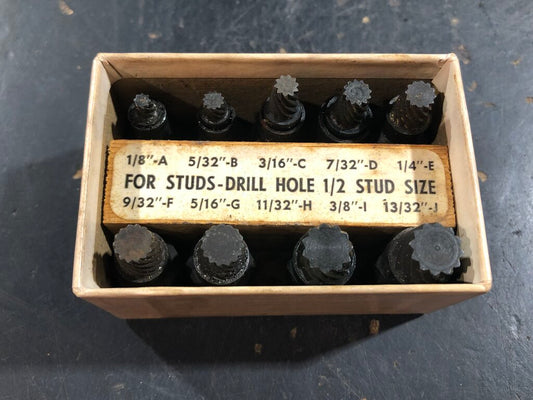 1/8"-A 5/32"-B 3/16"-C 7/32"-D 1/4"-E
FOR STUDS-DRILL HOLE 1/2 STUD SIZE
9/32"-F 5/16"-G 11/32"-H 3/8"-I 13/32"-J